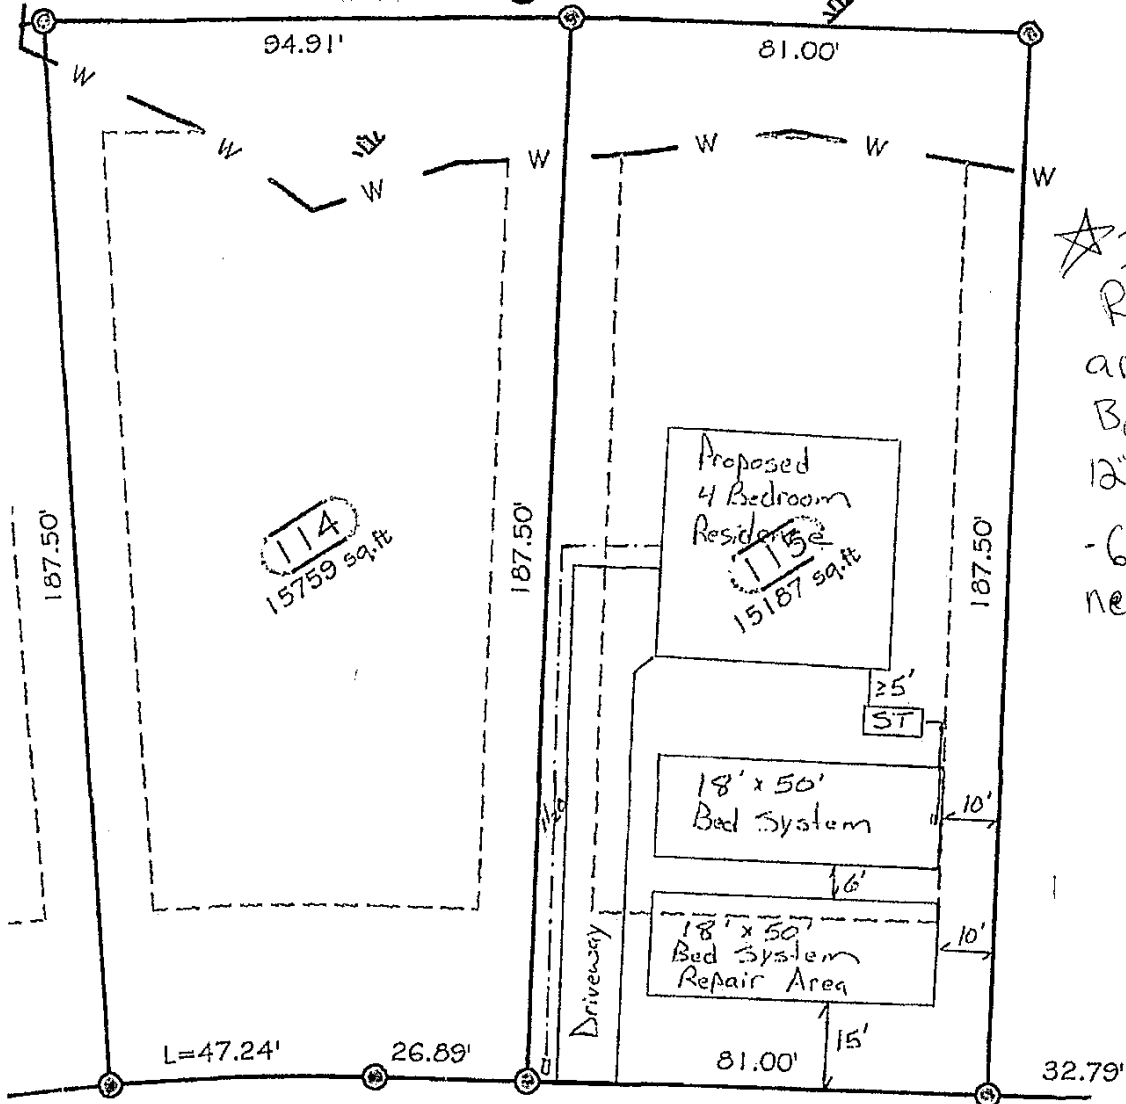 94.91'
81.00'
W
W
W
W
W
W
W
187.50'
187.50'
187.50'
114
15759 sq.ft
Proposed
4 Bedroom
Residence
115
15187 sq.ft
12"
≥5'
ST
18' x 50'
Bed System
10'
6'
18' x 50'
Bed System
Repair Area
10'
Driveway
15'
L=47.24'
26.89'
81.00'
32.79'